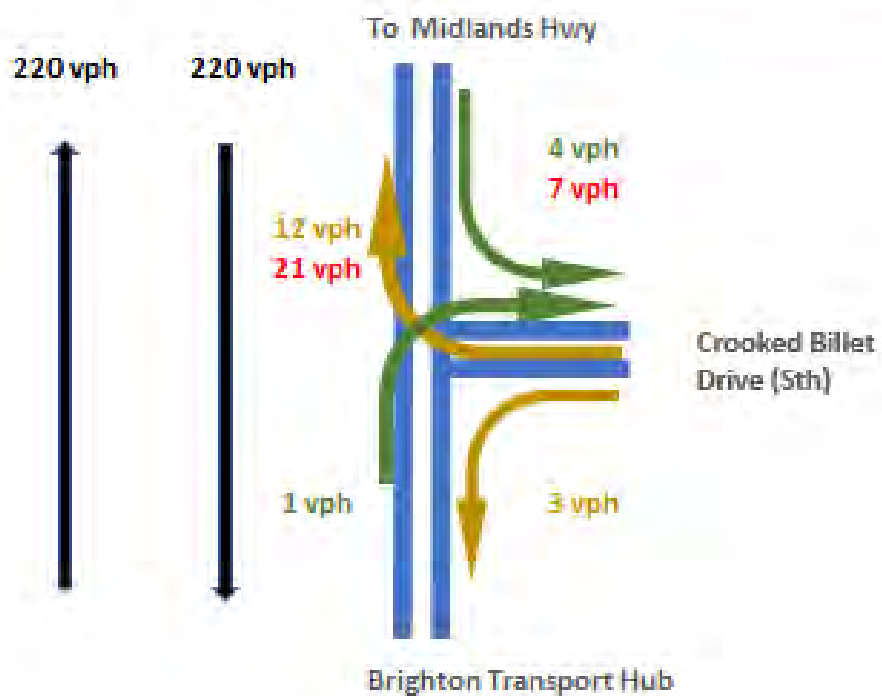 To Midlands Hwy
220 vph
220 vph
4 vph
7 vph
12 vph
21 vph
Crooked Billet
Drive (Sth)
1 vph
3 vph
Brighton Transport Hub